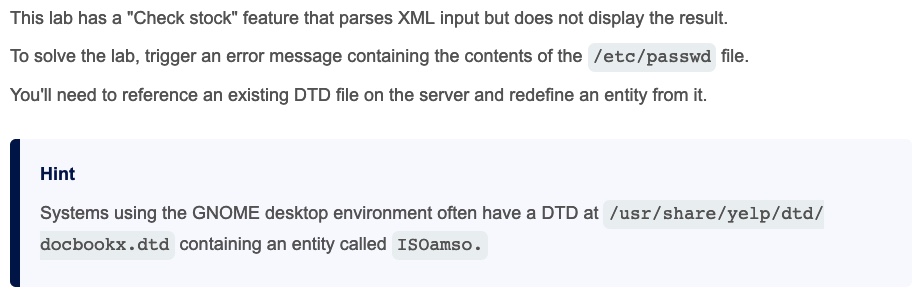 This lab has a "Check stock" feature that parses XML input but does not display the result.
To solve the lab, trigger an error message containing the contents of the /etc/passwd file.
You'll need to reference an existing DTD file on the server and redefine an entity from it.
Hint
Systems using the GNOME desktop environment often have a DTD at /usr/share/yelp/dtd/
docbookx.dtd containing an entity called ISOamso.